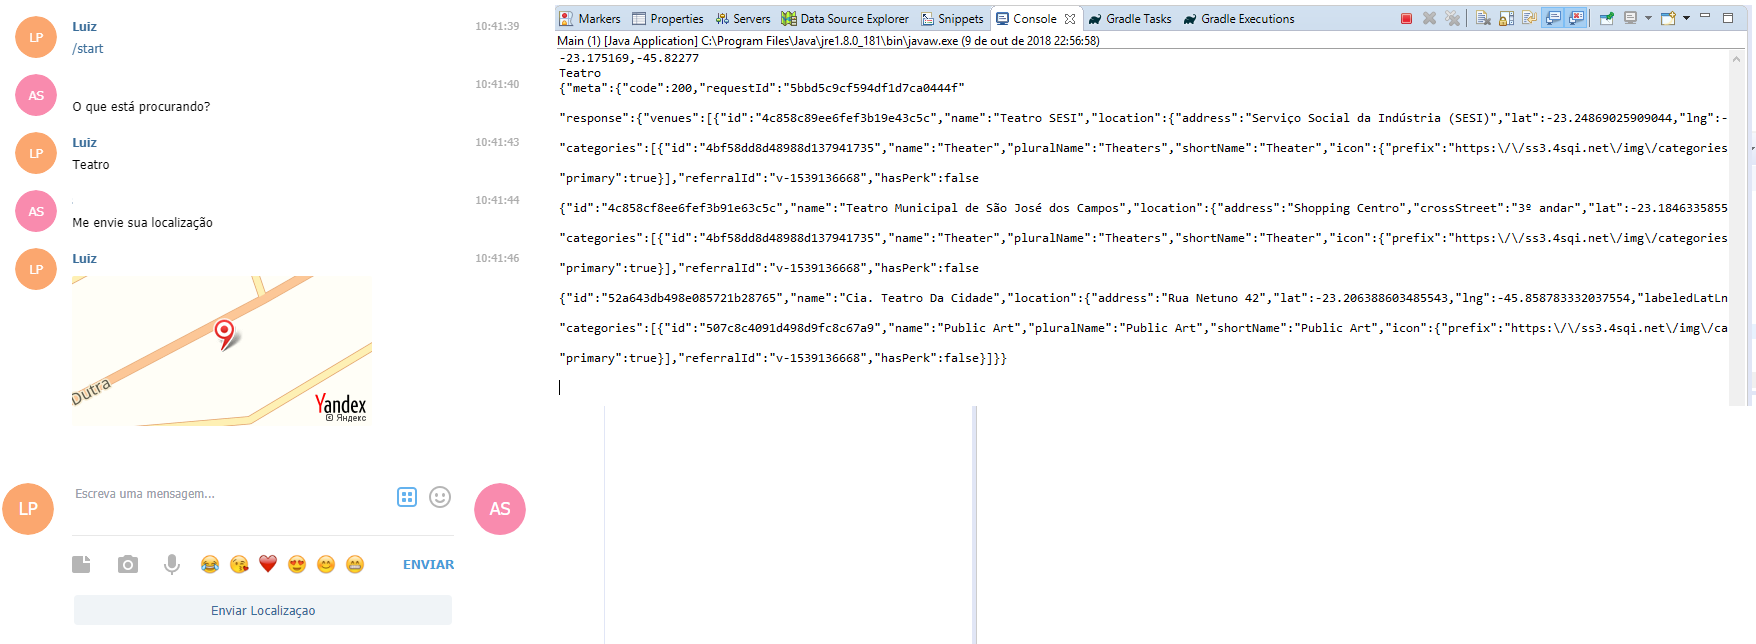 LP
Luiz
10:41:39
/start
AS
10:41:40
O que está procurando?
LP
Luiz
10:41:43
Teatro
AS
10:41:44
Me envie sua localização
LP
Luiz
10:41:46
Dutra
Yandex
© Яндекс
LP
Escreva uma mensagem...
AS
ENVIAR
Enviar Localizaçao
Markers Properties Servers Data Source Explorer Snippets Console Gradle Tasks Gradle Executions
Main (1) [Java Application] C:\Program Files\Java\jre1.8.0_181\bin\javaw.exe (9 de out de 2018 22:56:58)
-23.175169,-45.82277
Teatro
{"meta":{"code":200,"requestId":"5bbd5c9cf594df1d7ca0444f"
"response":{"venues":[{"id":"4c858c89ee6fef3b19e43c5c","name":"Teatro SESI","location":{"address":"Serviço Social da Indústria (SESI)","lat":-23.24869025909044,"lng":-
"categories":[{"id":"4bf58dd8d48988d137941735","name":"Theater","pluralName":"Theaters","shortName":"Theater","icon":{"prefix":"https:\/\/ss3.4sqi.net\/img\/categories
"primary":true}],"referralId":"v-1539136668","hasPerk":false
{"id":"4c858cf8ee6fef3b91e63c5c","name":"Teatro Municipal de São José dos Campos","location":{"address":"Shopping Centro","crossStreet":"3º andar","lat":-23.1846335855
"categories":[{"id":"4bf58dd8d48988d137941735","name":"Theater","pluralName":"Theaters","shortName":"Theater","icon":{"prefix":"https:\/\/ss3.4sqi.net\/img\/categories
"primary":true}],"referralId":"v-1539136668","hasPerk":false
{"id":"52a643db498e085721b28765","name":"Cia. Teatro Da Cidade","location":{"address":"Rua Netuno 42","lat":-23.206388603485543,"lng":-45.858783332037554,"labeledLatLn
"categories":[{"id":"507c8c4091d498d9fc8c67a9","name":"Public Art","pluralName":"Public Art","shortName":"Public Art","icon":{"prefix":"https:\/\/ss3.4sqi.net\/img\/ca
"primary":true}],"referralId":"v-1539136668","hasPerk":false}]}}